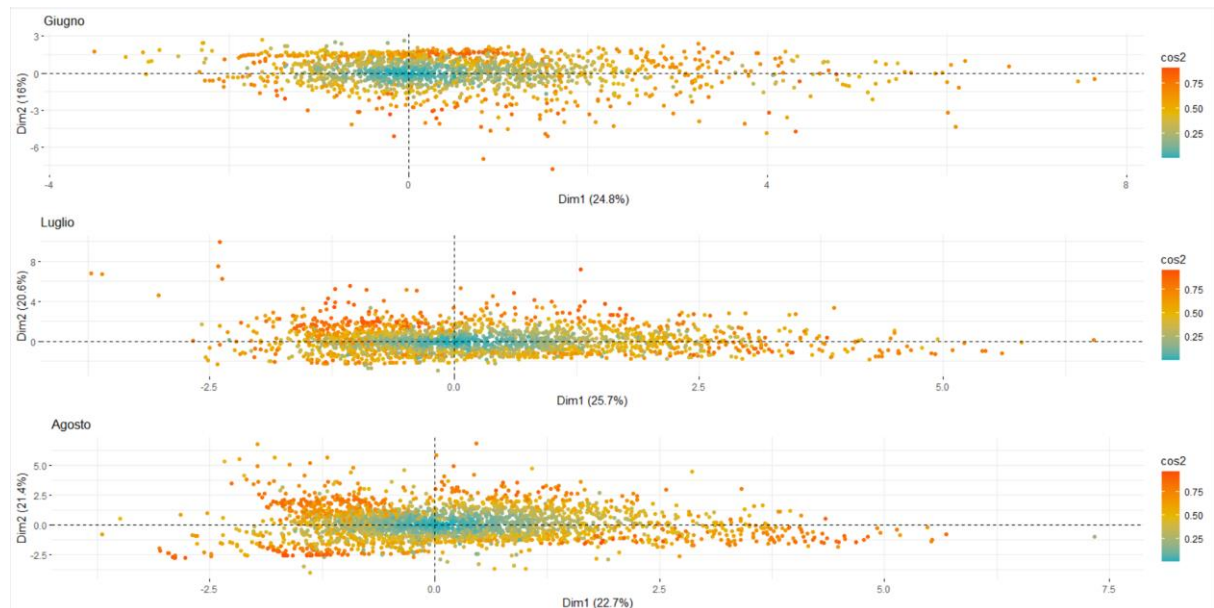 Giugno
3
0
-3
-6
Dim2 (16%)
-4
0
4
8
Dim1 (24.8%)
cos2
0.75
0.50
0.25
Luglio
8
4
0
Dim2 (20.6%)
-2.5
0.0
2.5
5.0
Dim1 (25.7%)
cos2
0.75
0.50
0.25
Agosto
5.0
2.5
0.0
-2.5
Dim2 (21.4%)
-2.5
0.0
2.5
5.0
7.5
Dim1 (22.7%)
cos2
0.75
0.50
0.25